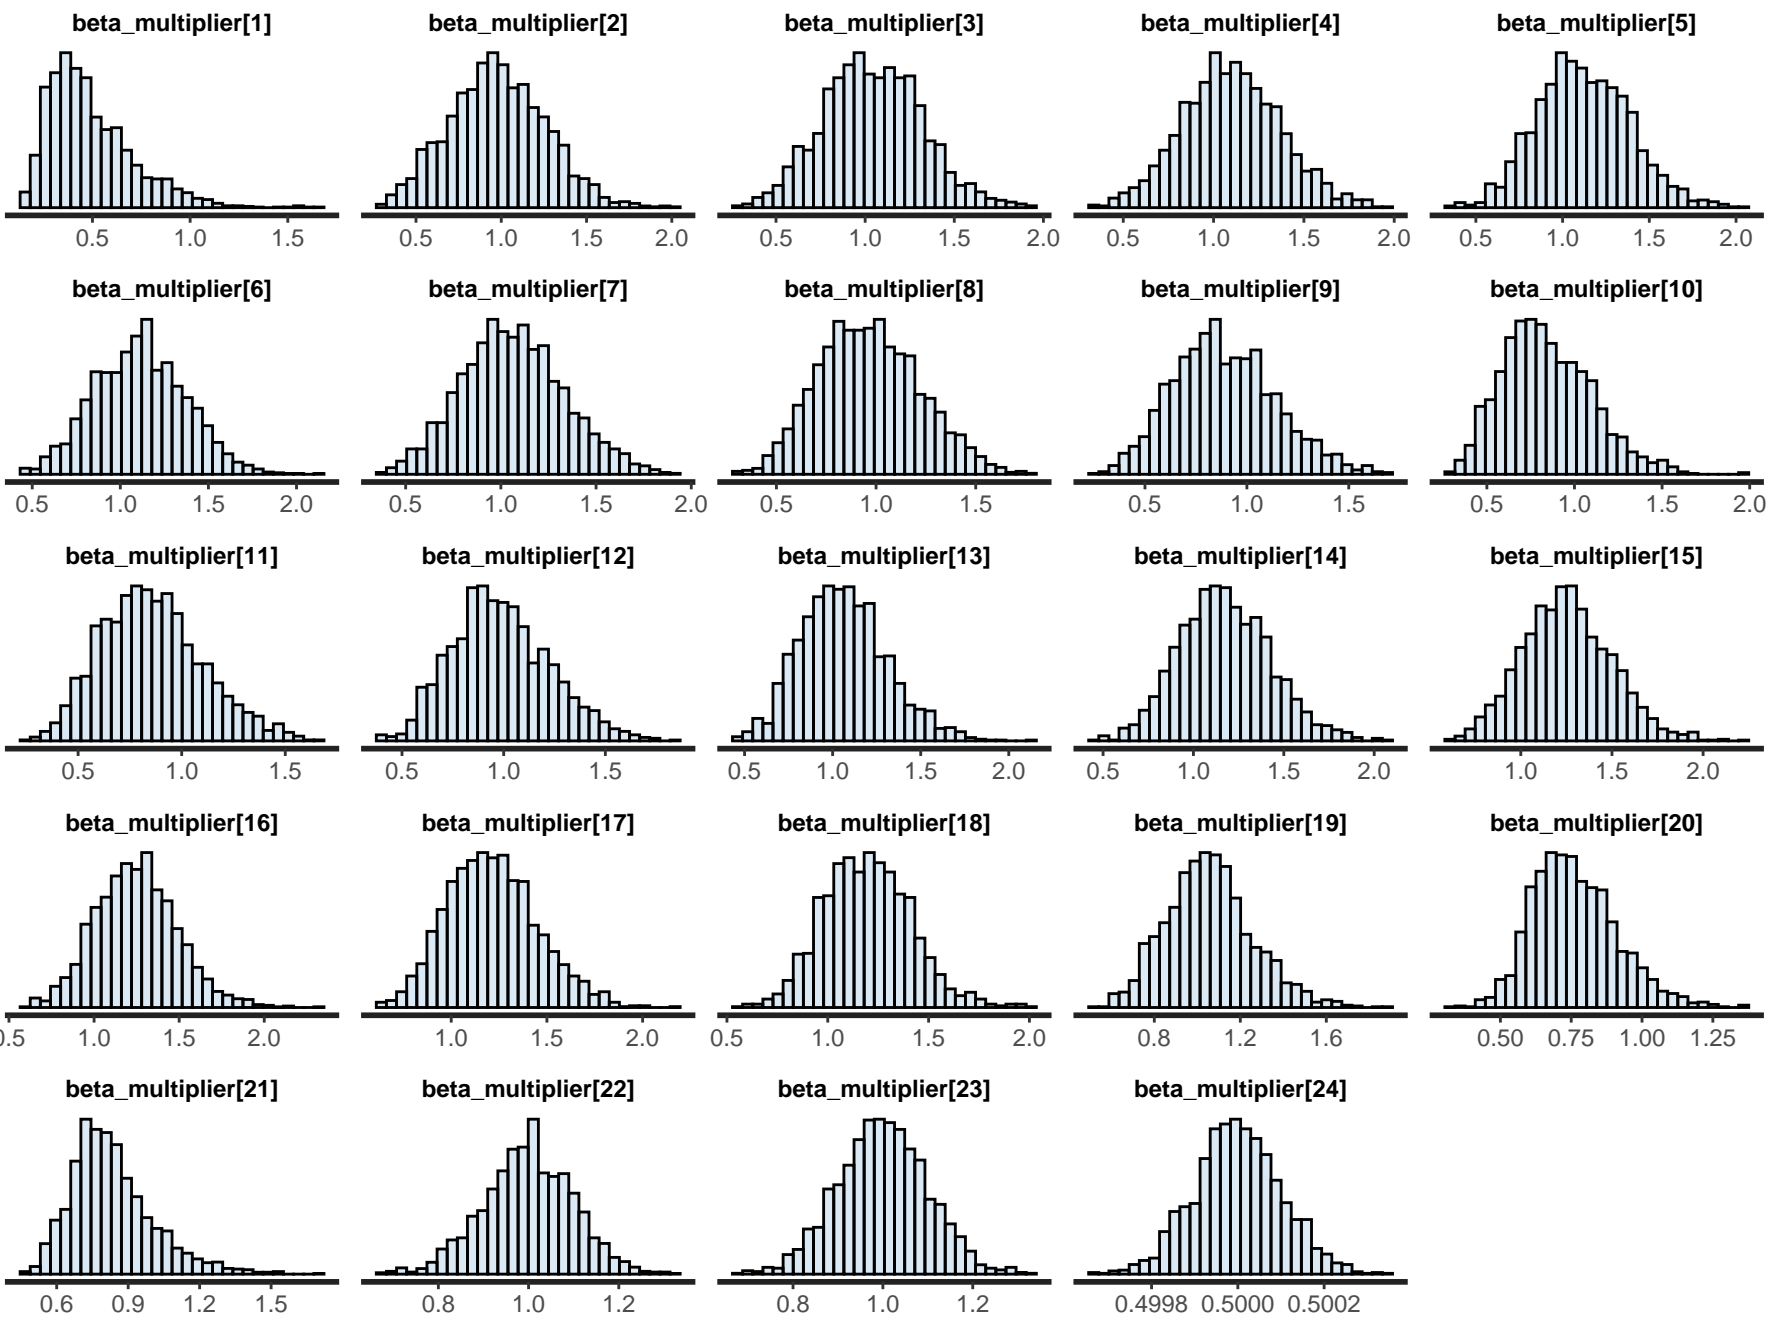 beta_multiplier[1] beta_multiplier[2] beta_multiplier[3] beta_multiplier[4] beta_multiplier[5]
0.5 1.0 1.5 0.5 1.0 1.5 2.0 0.5 1.0 1.5 2.0 0.5 1.0 1.5 2.0 0.5 1.0 1.5 2.0
beta_multiplier[6] beta_multiplier[7] beta_multiplier[8] beta_multiplier[9] beta_multiplier[10]
0.5 1.0 1.5 2.0 0.5 1.0 1.5 2.0 0.5 1.0 1.5 0.5 1.0 1.5 0.5 1.0 1.5 2.0
beta_multiplier[11] beta_multiplier[12] beta_multiplier[13] beta_multiplier[14] beta_multiplier[15]
0.5 1.0 1.5 0.5 1.0 1.5 0.5 1.0 1.5 2.0 0.5 1.0 1.5 2.0 1.0 1.5 2.0
beta_multiplier[16] beta_multiplier[17] beta_multiplier[18] beta_multiplier[19] beta_multiplier[20]
0.5 1.0 1.5 2.0 1.0 1.5 2.0 0.5 1.0 1.5 2.0 0.8 1.2 1.6 0.50 0.75 1.00 1.25
beta_multiplier[21] beta_multiplier[22] beta_multiplier[23] beta_multiplier[24]
0.6 0.9 1.2 1.5 0.8 1.0 1.2 0.8 1.0 1.2 0.4998 0.5000 0.5002